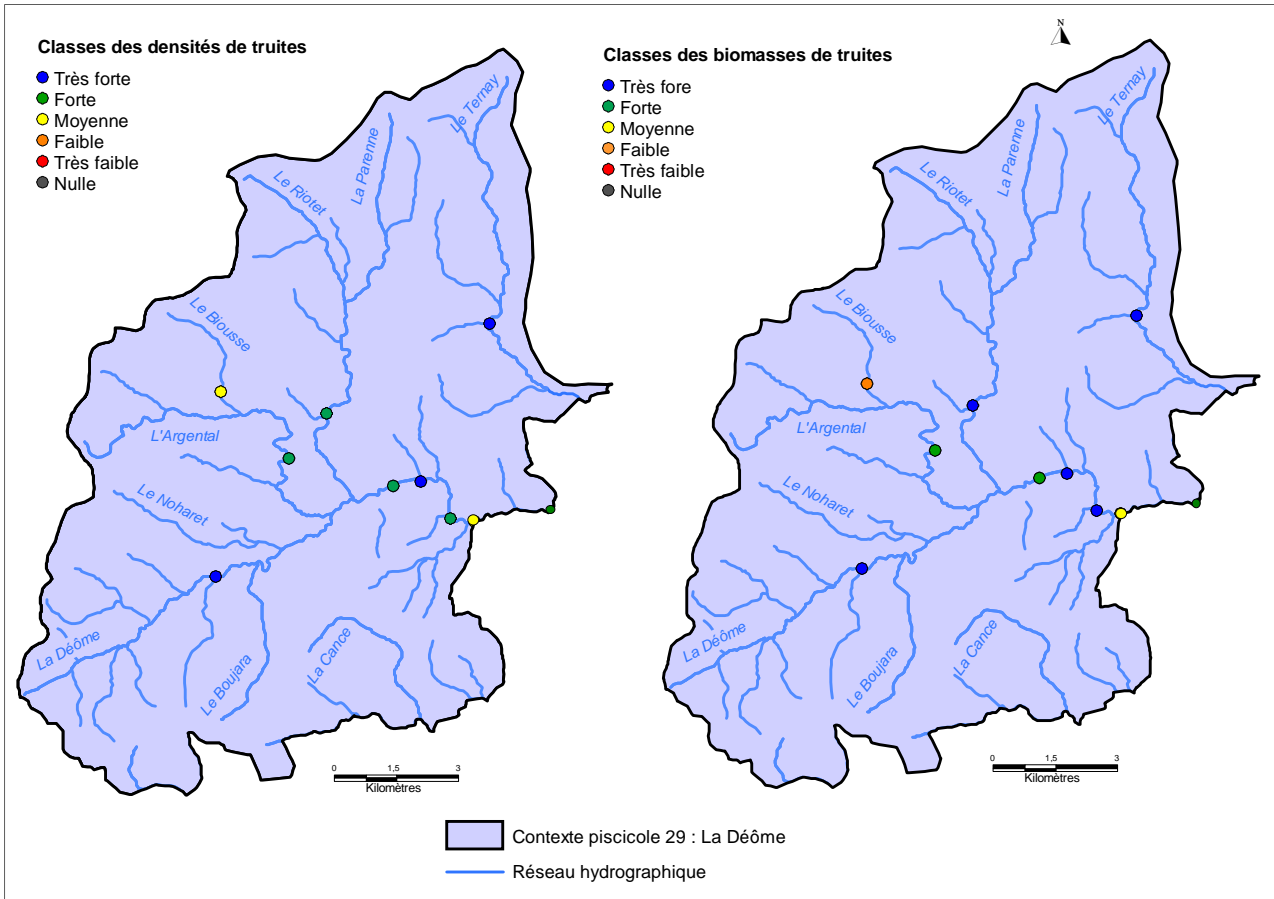 Classes des densités de truites
Très forte
Forte
Moyenne
Faible
Très faible
Nulle
Le Ternay
La Parenne
Le Riotet
Le Biousse
L'Argental
Le Noharet
La Déôme
Le Boujara
La Cance
0 1,5 3
Kilomètres
Classes des biomasses de truites
Très fore
Forte
Moyenne
Faible
Très faible
Nulle
N
Le Ternay
La Parenne
Le Riotet
Le Biousse
L'Argental
Le Noharet
La Déôme
Le Boujara
La Cance
0 1,5 3
Kilomètres
Contexte piscicole 29 : La Déôme
Réseau hydrographique